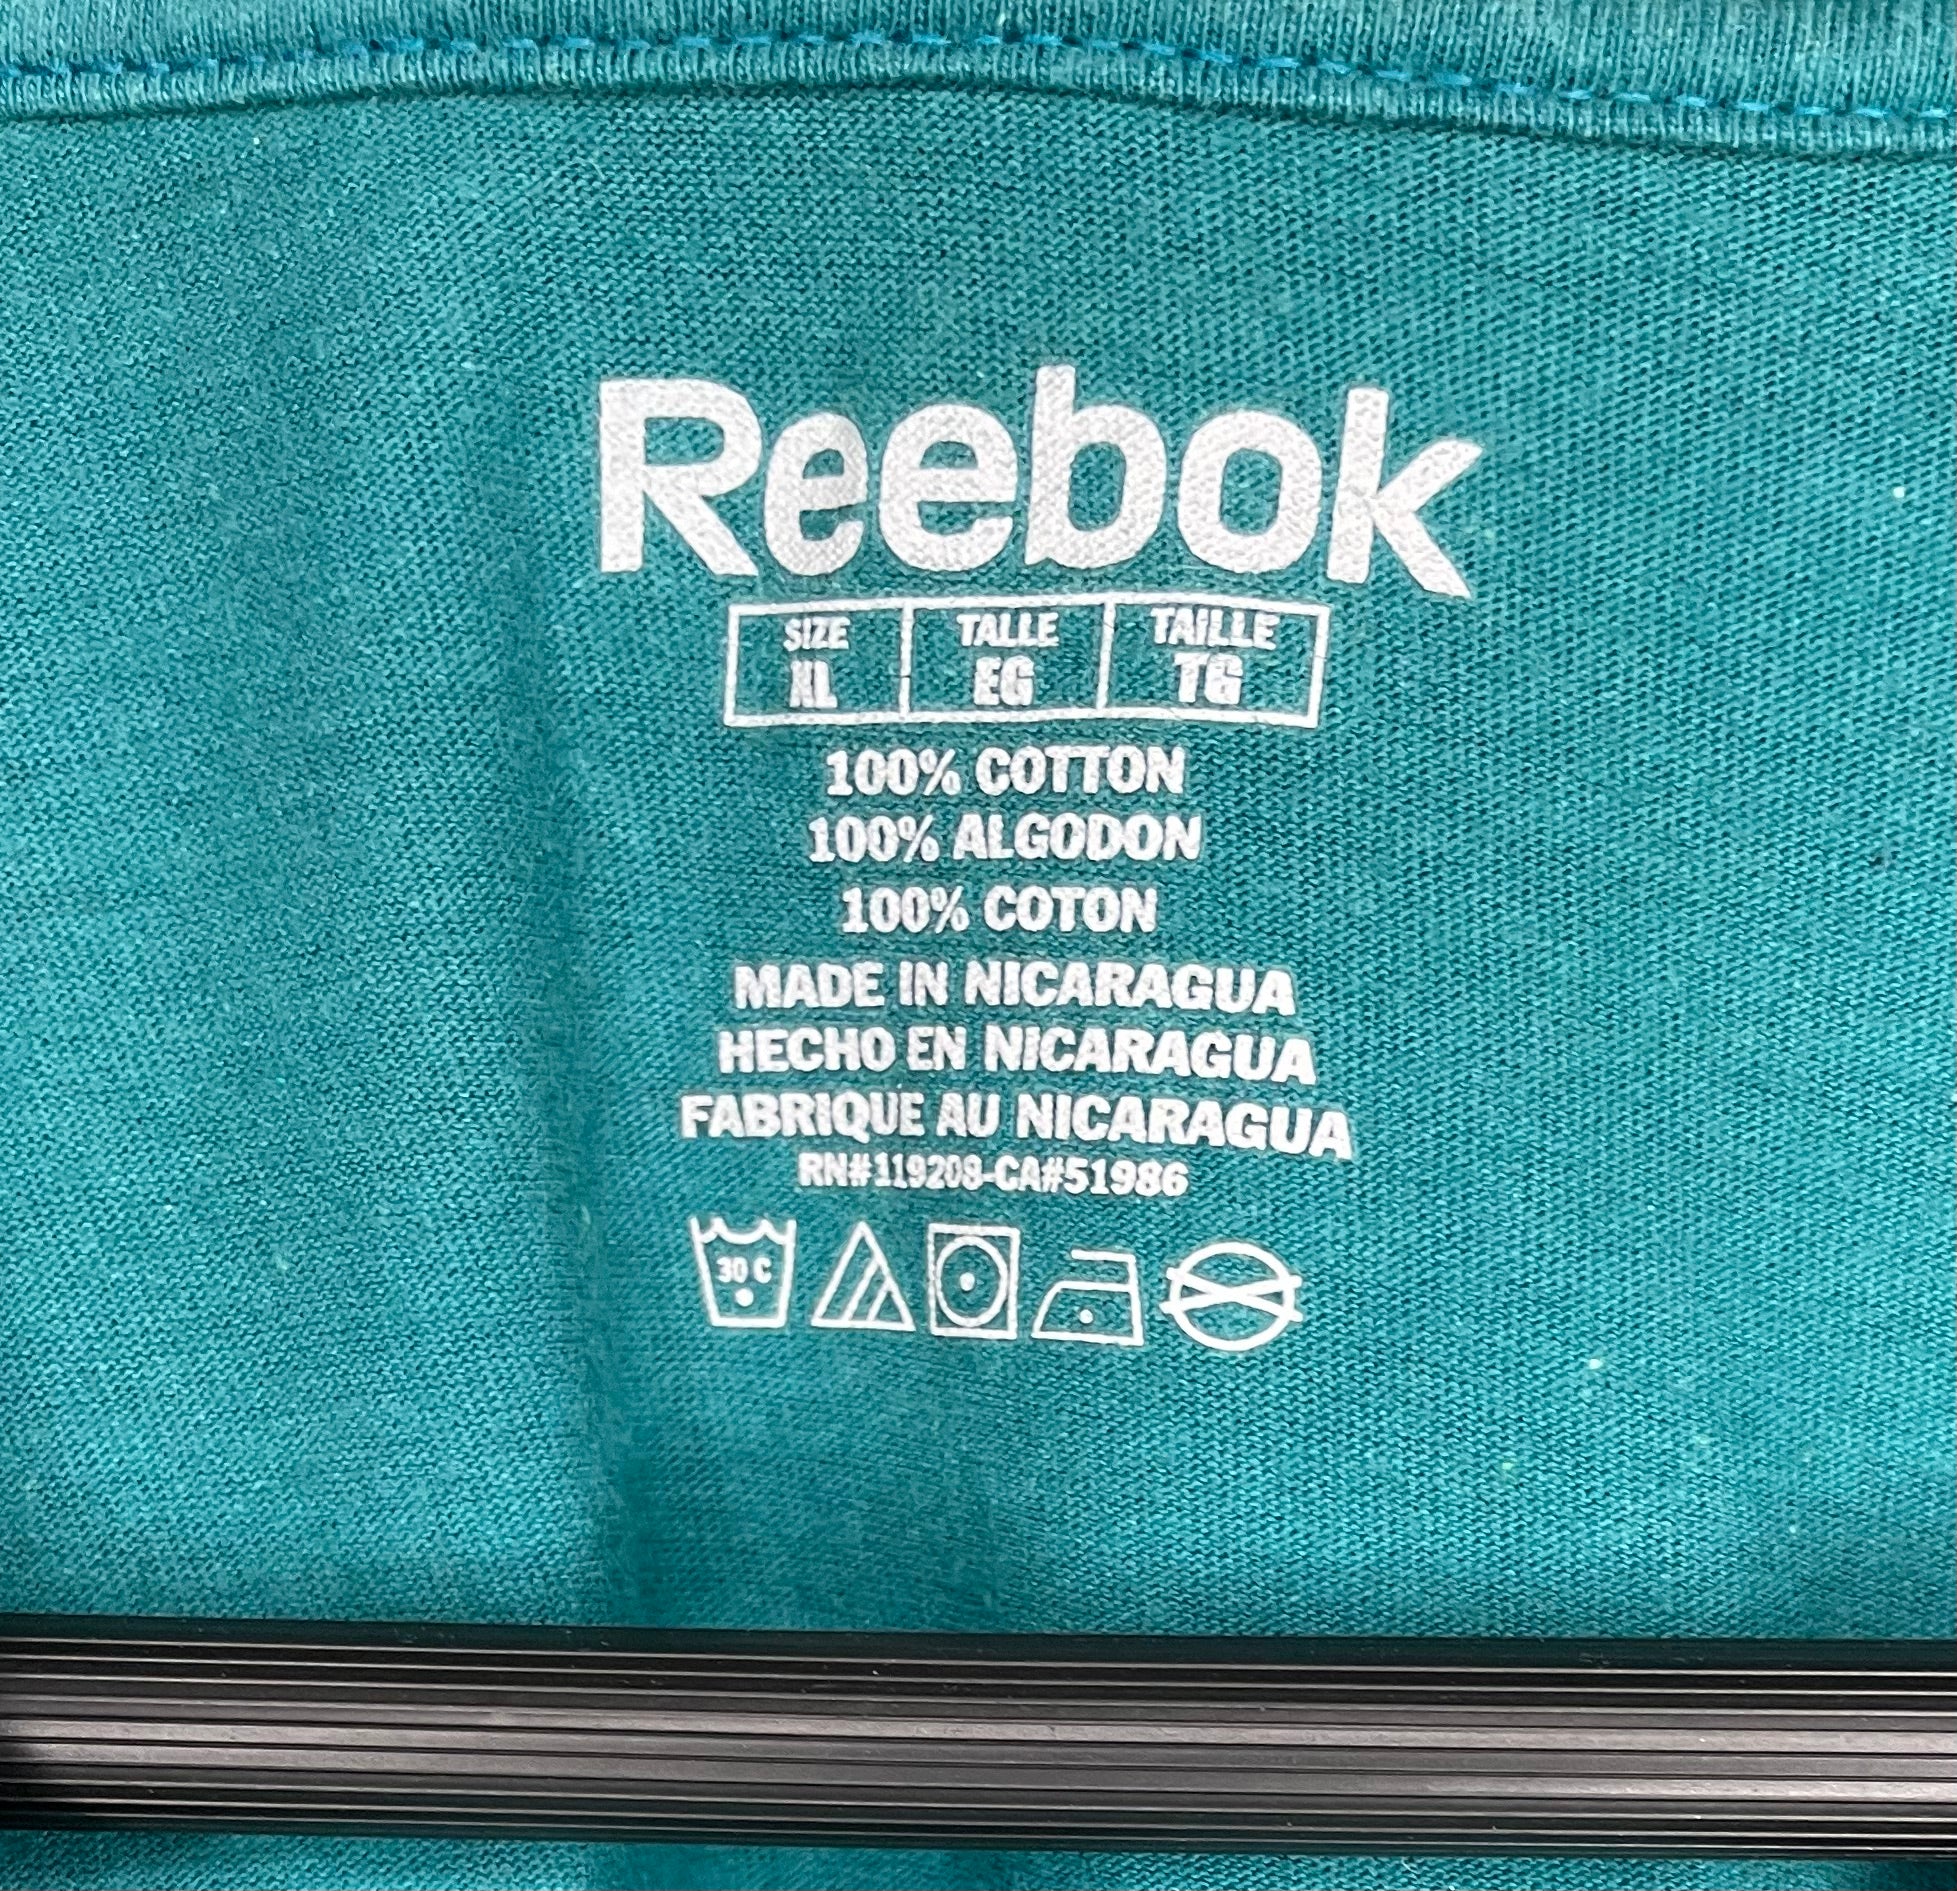 Reebok
SIZE TALLE TAILLE
XL EG TG
100% COTTON
100% ALGODON
100% COTON
MADE IN NICARAGUA
HECHO EN NICARAGUA
FABRIQUE AU NICARAGUA
RN#119208-CA#51986
30 C